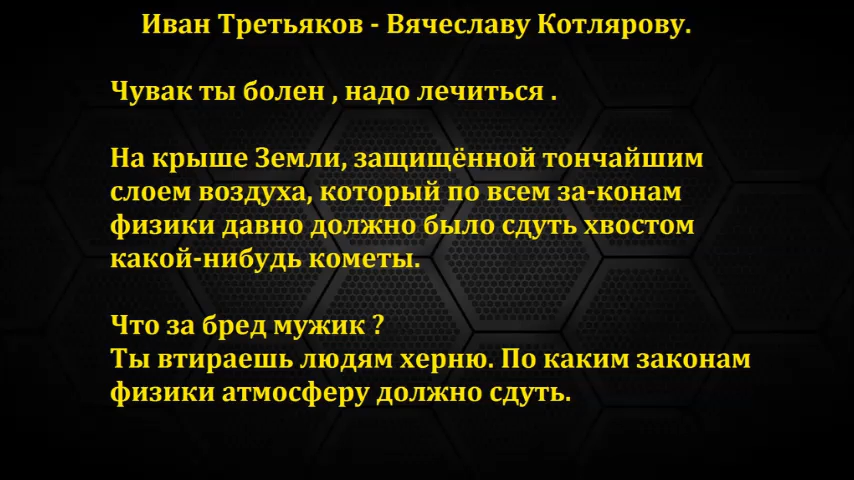 Иван Третьяков - Вячеславу Котлярову.
Чувак ты болен , надо лечиться .
На крыше Земли, защищённой тончайшим
слоем воздуха, который по всем за-конам
физики давно должно было сдуть хвостом
какой-нибудь кометы.
Что за бред мужик ?
Ты втираешь людям херню. По каким законам
физики атмосферу должно сдуть.